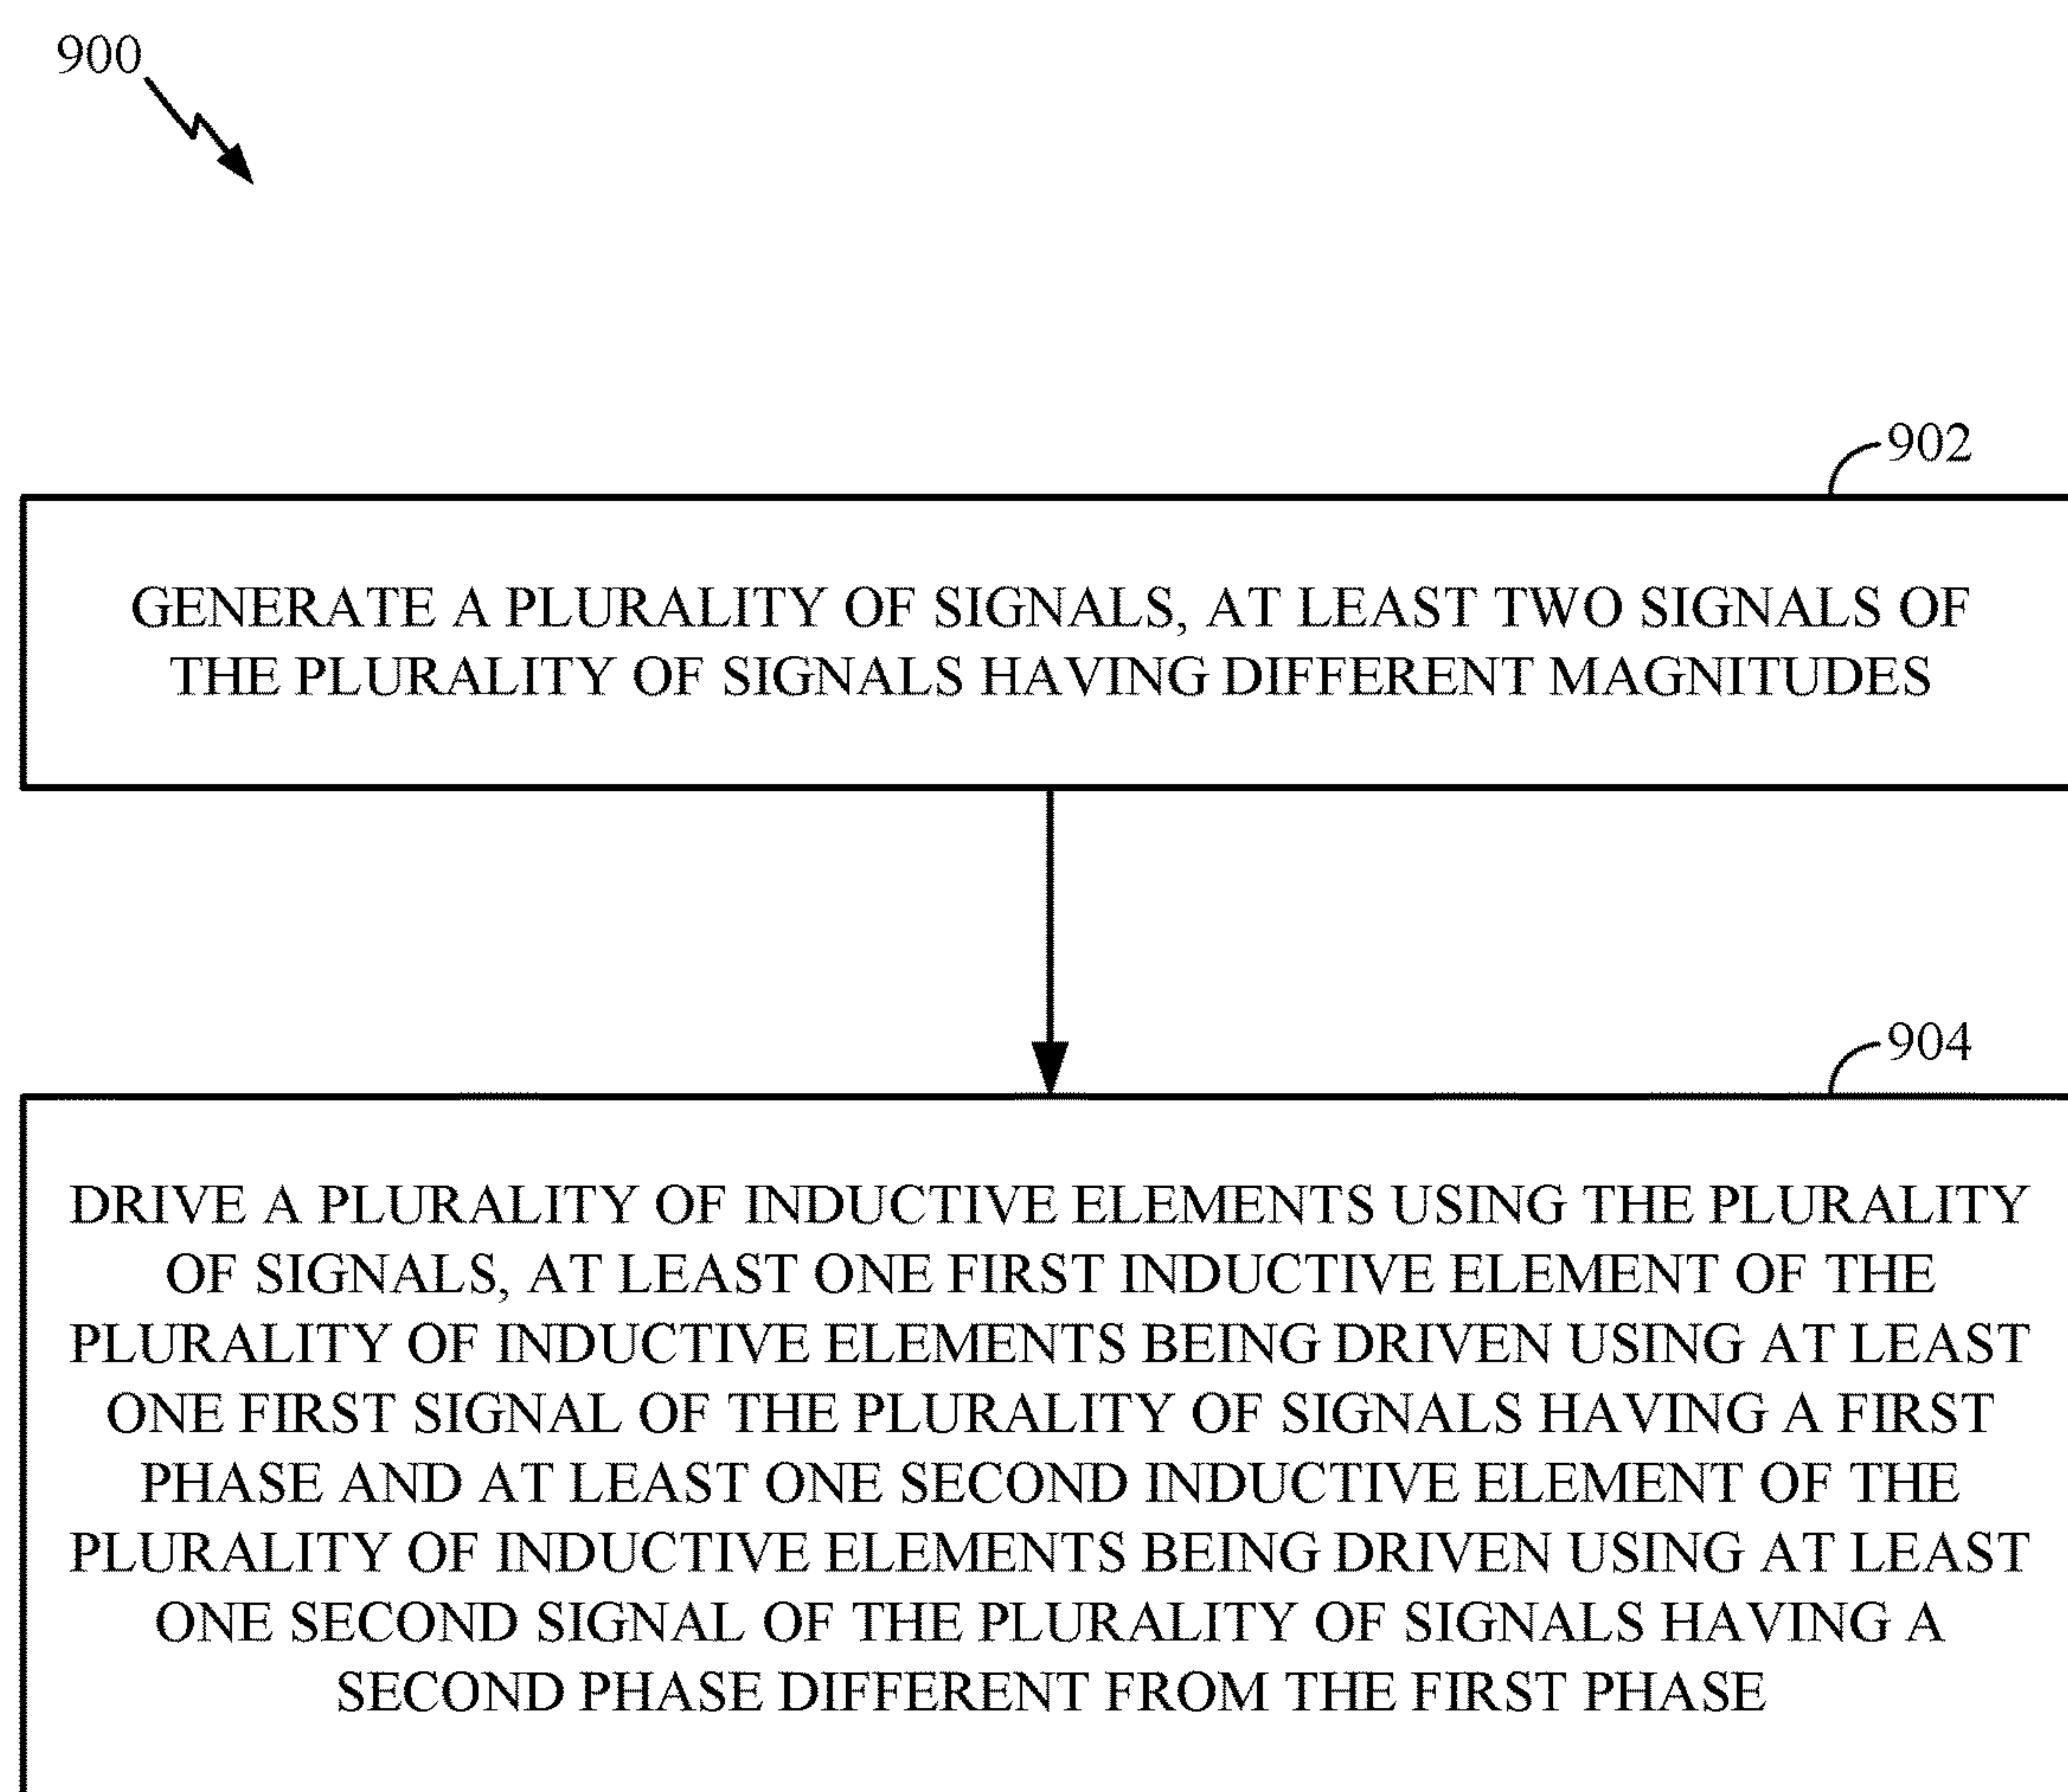 900
902
GENERATE A PLURALITY OF SIGNALS, AT LEAST TWO SIGNALS OF
THE PLURALITY OF SIGNALS HAVING DIFFERENT MAGNITUDES
904
DRIVE A PLURALITY OF INDUCTIVE ELEMENTS USING THE PLURALITY
OF SIGNALS, AT LEAST ONE FIRST INDUCTIVE ELEMENT OF THE
PLURALITY OF INDUCTIVE ELEMENTS BEING DRIVEN USING AT LEAST
ONE FIRST SIGNAL OF THE PLURALITY OF SIGNALS HAVING A FIRST
PHASE AND AT LEAST ONE SECOND INDUCTIVE ELEMENT OF THE
PLURALITY OF INDUCTIVE ELEMENTS BEING DRIVEN USING AT LEAST
ONE SECOND SIGNAL OF THE PLURALITY OF SIGNALS HAVING A
SECOND PHASE DIFFERENT FROM THE FIRST PHASE